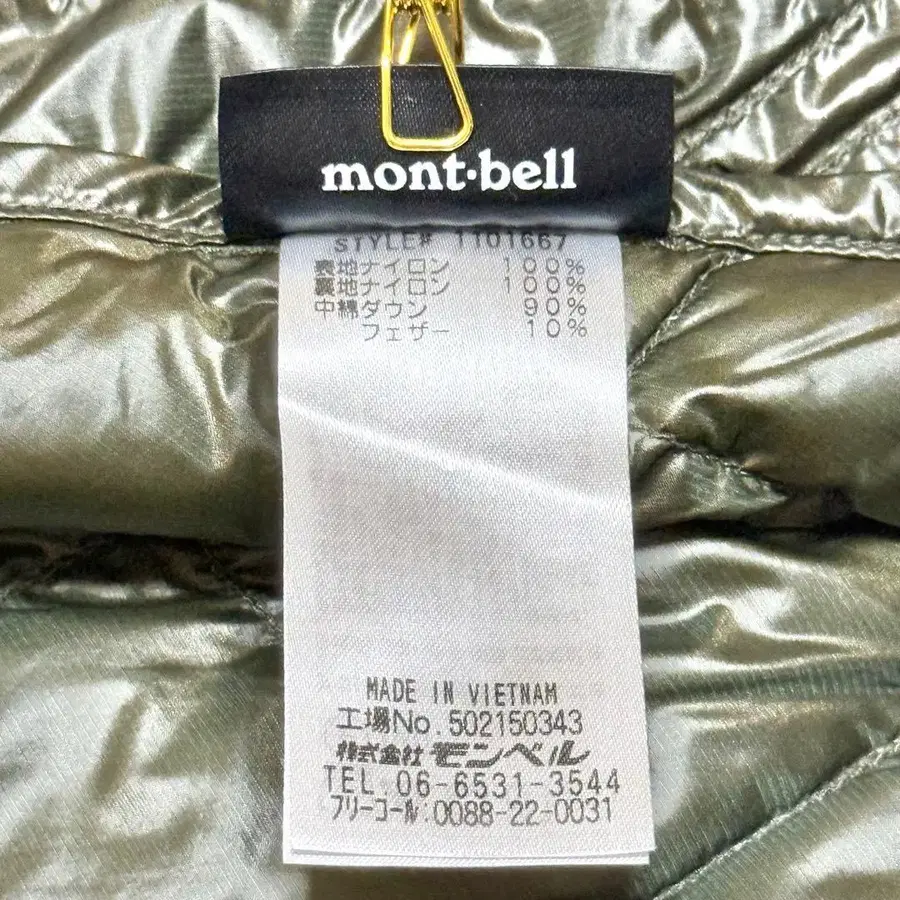 mont·bell
STYLE# 1101667
表地ナイロン 100%
裏地ナイロン 100%
中綿ダウン 90%
フェザー 10%
MADE IN VIETNAM
工場No.502150343
株式会社 モンベル
TEL.06-6531-3544
フリーコール:0088-22-0031